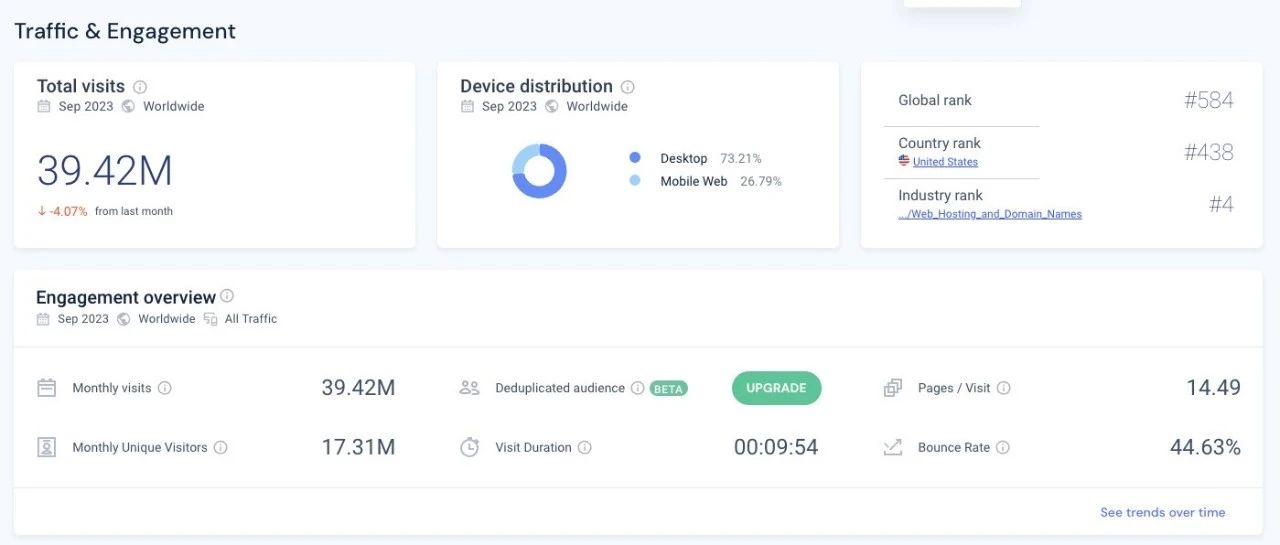 Traffic & Engagement
Total visits
Sep 2023 Worldwide
39.42M
↓ -4.07% from last month
Device distribution
Sep 2023 Worldwide
Desktop 73.21%
Mobile Web 26.79%
Global rank #584
Country rank #438
United States
Industry rank #4
.../Web_Hosting_and_Domain_Names
Engagement overview
Sep 2023 Worldwide All Traffic
Monthly visits 39.42M
Deduplicated audience BETA UPGRADE
Pages / Visit 14.49
Monthly Unique Visitors 17.31M
Visit Duration 00:09:54
Bounce Rate 44.63%
See trends over time